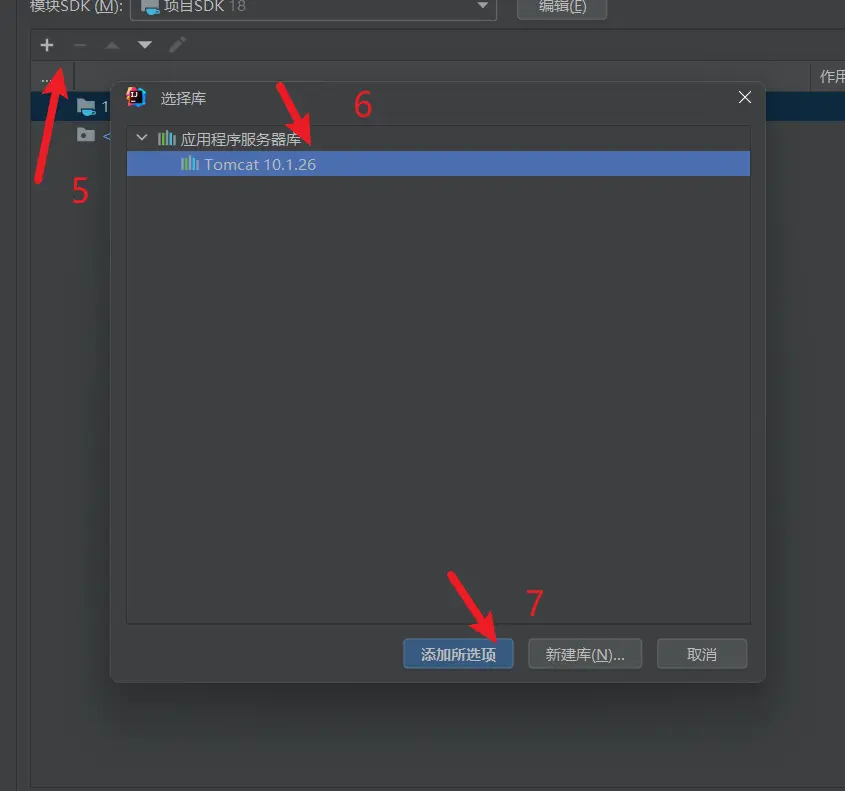 模块SDK (M): 项目SDK 18 编辑(E)
... 作用
1
<
选择库
6
应用程序服务器库
Tomcat 10.1.26
5
7
添加所选项 新建库(N)... 取消